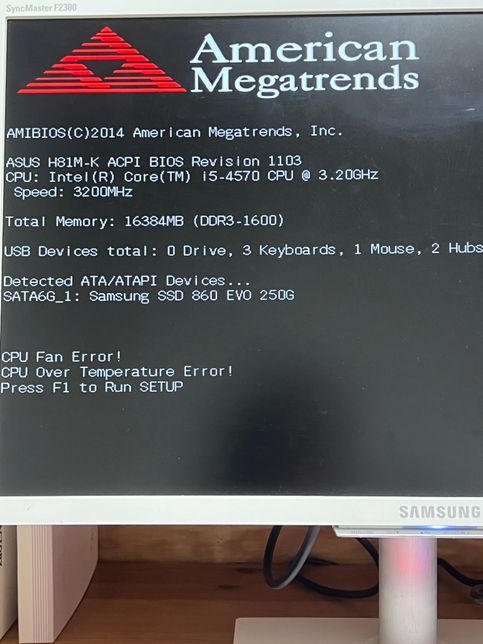 SyncMaster F2380
American
Megatrends
AMIBIOS(C)2014 American Megatrends, Inc.
ASUS H81M-K ACPI BIOS Revision 1103
CPU: Intel(R) Core(TM) i5-4570 CPU @ 3.20GHz
Speed: 3200MHz
Total Memory: 16384MB (DDR3-1600)
USB Devices total: 0 Drive, 3 Keyboards, 1 Mouse, 2 Hubs
Detected ATA/ATAPI Devices...
SATA6G_1: Samsung SSD 860 EVO 250G
CPU Fan Error!
CPU Over Temperature Error!
Press F1 to Run SETUP
SAMSUNG